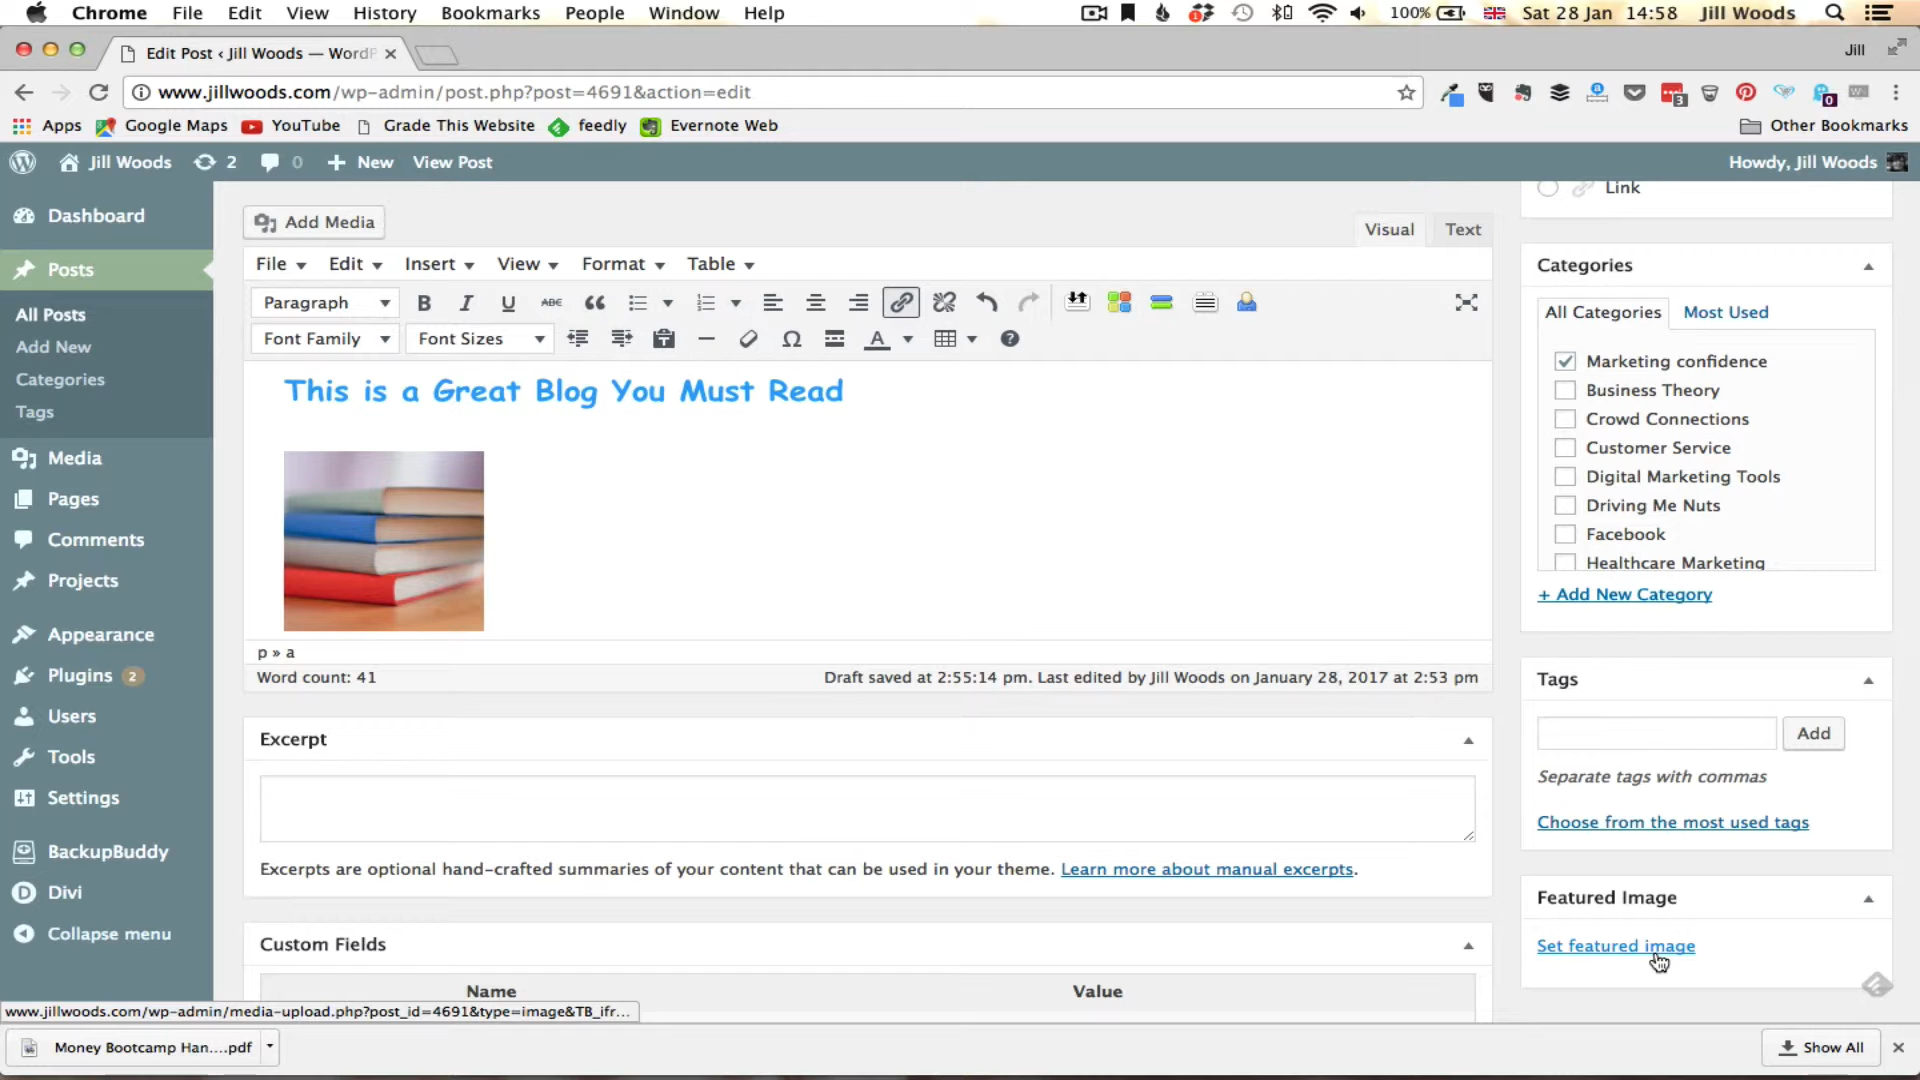 Chrome File Edit View History Bookmarks People Window Help
100% Sat 28 Jan 14:58 Jill Woods
Edit Post ‹ Jill Woods — WordP
Jill
www.jillwoods.com/wp-admin/post.php?post=4691&action=edit
Apps Google Maps YouTube Grade This Website feedly Evernote Web Other Bookmarks
Jill Woods 2 0 New View Post Howdy, Jill Woods
Dashboard
Posts
All Posts
Add New
Categories
Tags
Media
Pages
Comments
Projects
Appearance
Plugins 2
Users
Tools
Settings
BackupBuddy
Divi
Collapse menu
Add Media
Visual Text
File Edit Insert View Format Table
Paragraph B I U ABC
Font Family Font Sizes
This is a Great Blog You Must Read
p » a
Word count: 41
Draft saved at 2:55:14 pm. Last edited by Jill Woods on January 28, 2017 at 2:53 pm
Excerpt
Excerpts are optional hand-crafted summaries of your content that can be used in your theme. Learn more about manual excerpts.
Custom Fields
Name Value
Link
Categories
All Categories Most Used
Marketing confidence
Business Theory
Crowd Connections
Customer Service
Digital Marketing Tools
Driving Me Nuts
Facebook
Healthcare Marketing
+ Add New Category
Tags
Add
Separate tags with commas
Choose from the most used tags
Featured Image
Set featured image
www.jillwoods.com/wp-admin/media-upload.php?post_id=4691&type=image&TB_ifr...
Money Bootcamp Han....pdf
Show All